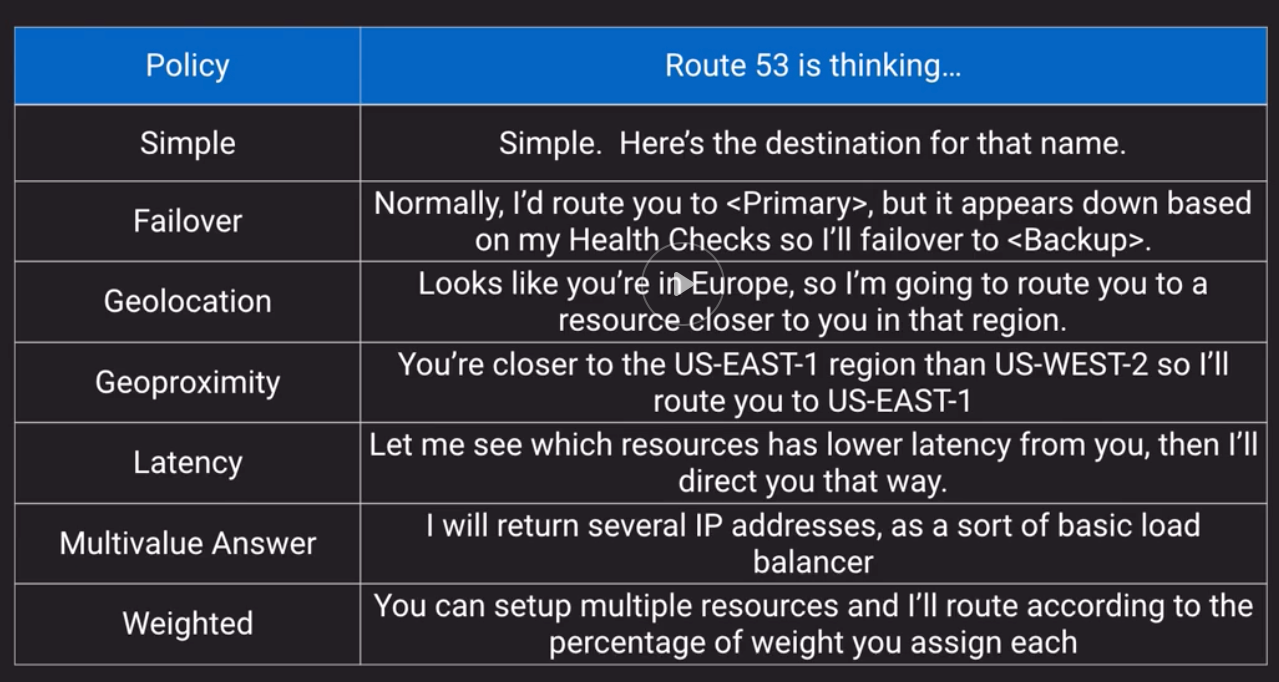 Policy
Route 53 is thinking…
Simple
Simple.  Here’s the destination for that name.
Failover
Normally, I’d route you to <Primary>, but it appears down based
on my Health Checks so I’ll failover to <Backup>.
Geolocation
Looks like you’re in Europe, so I’m going to route you to a
resource closer to you in that region.
Geoproximity
You’re closer to the US-EAST-1 region than US-WEST-2 so I’ll
route you to US-EAST-1
Latency
Let me see which resources has lower latency from you, then I’ll
direct you that way.
Multivalue Answer
I will return several IP addresses, as a sort of basic load
balancer
Weighted
You can setup multiple resources and I’ll route according to the
percentage of weight you assign each